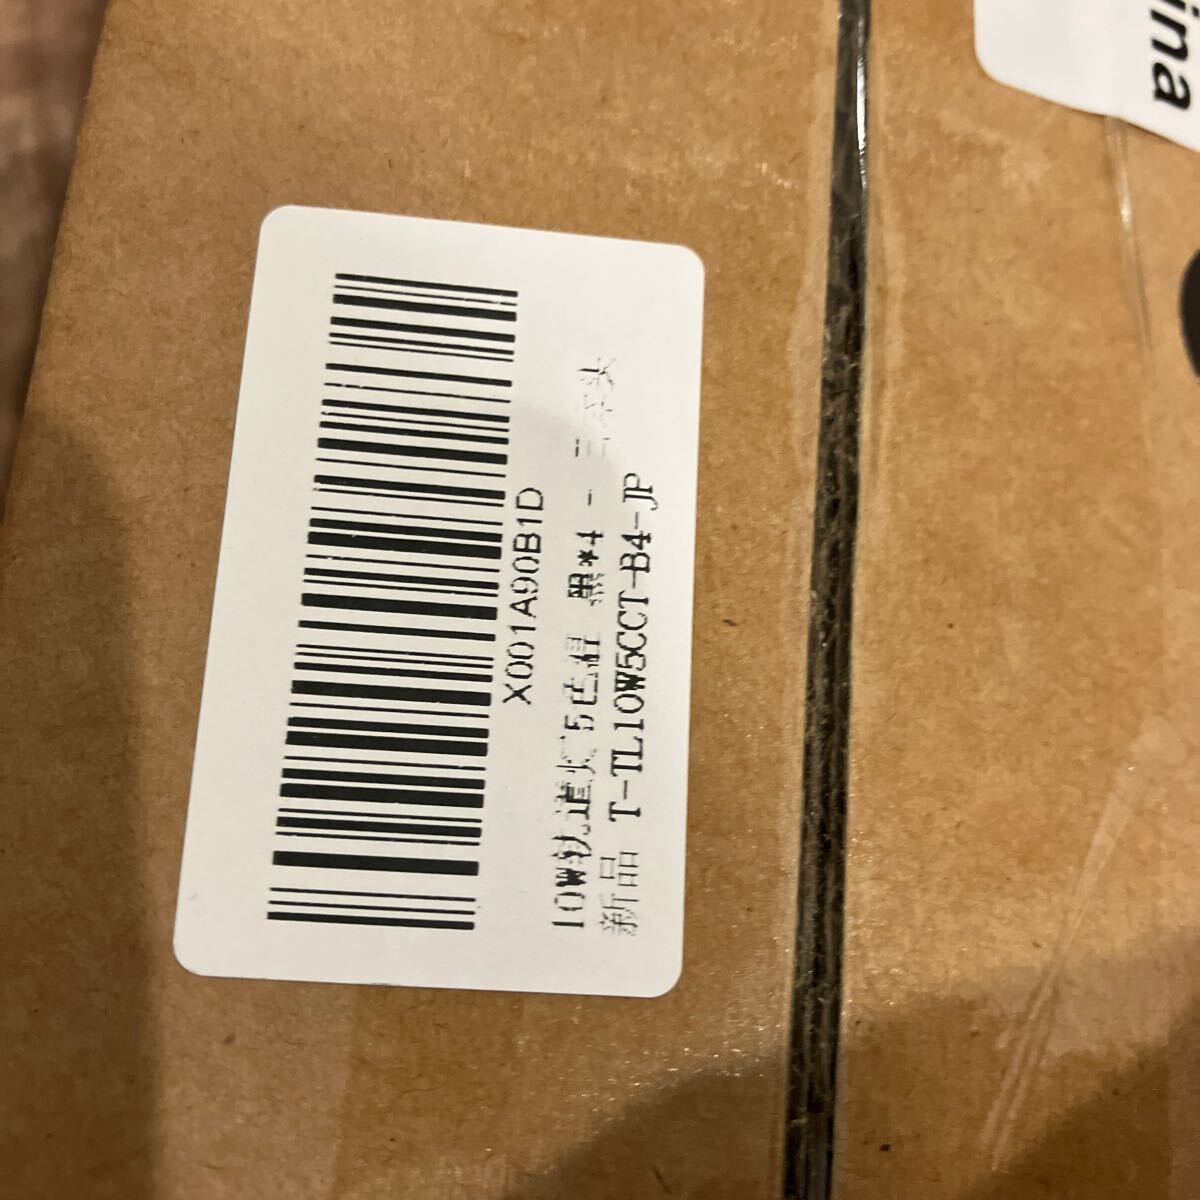 X001A90B1D
10W轨道灯5色温 黑*4 - 三环头
新品 T-TL10W5CCT-B4-JP
ina